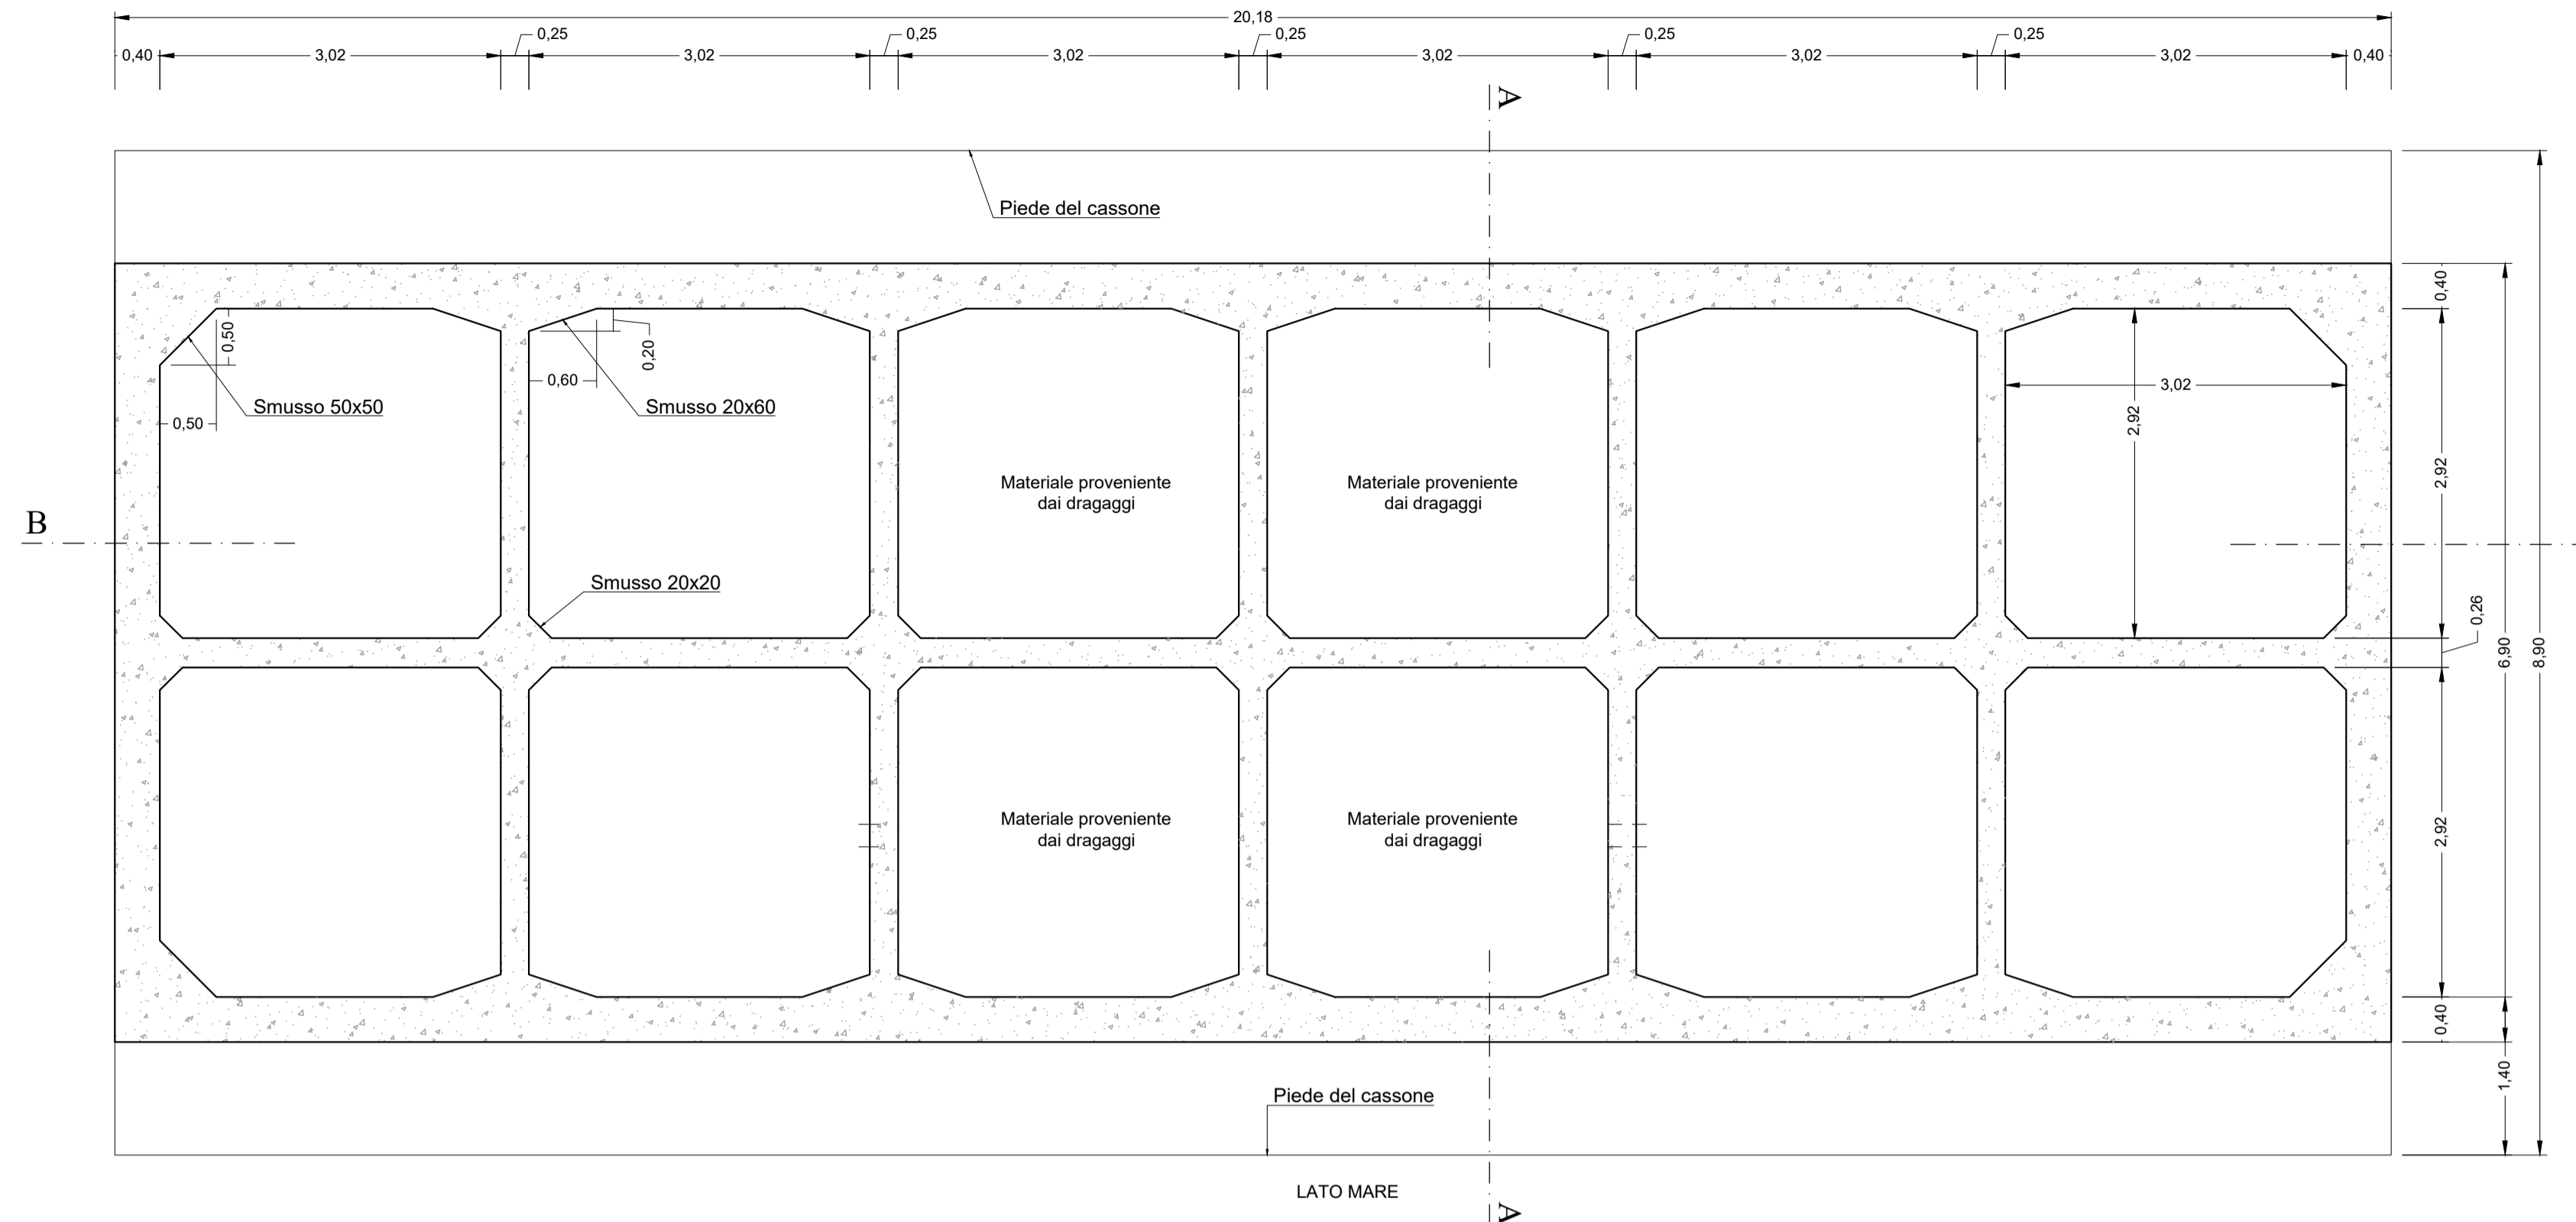 20,18
0,25
0,25
0,25
0,25
0,25
0,40
3,02
3,02
3,02
3,02
3,02
3,02
0,40
A
Piede del cassone
0,40
0,50
0,20
0,60
3,02
Smusso 50x50
Smusso 20x60
0,50
2,92
2,92
Materiale proveniente
dai dragaggi
Materiale proveniente
dai dragaggi
B
Smusso 20x20
0,26
6,90
8,90
Materiale proveniente
dai dragaggi
Materiale proveniente
dai dragaggi
2,92
0,40
1,40
Piede del cassone
LATO MARE
A